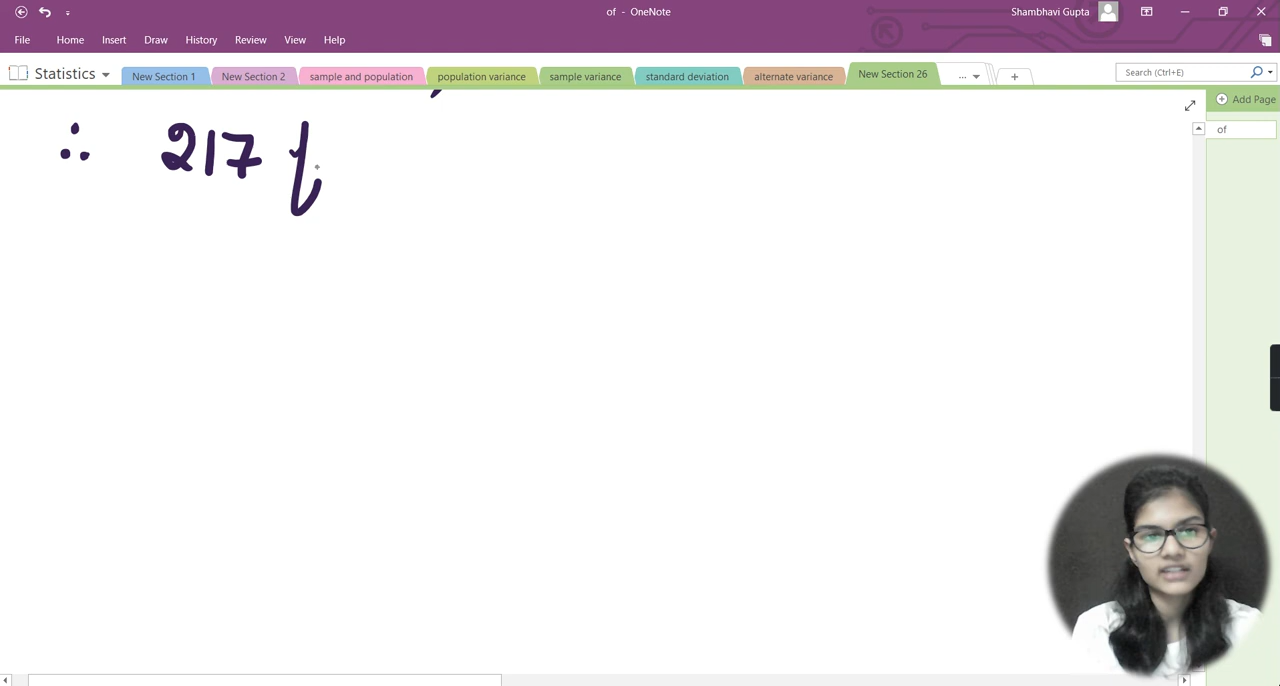 of - OneNote
Shambhavi Gupta
File Home Insert Draw History Review View Help
Statistics New Section 1 New Section 2 sample and population population variance sample variance standard deviation alternate variance New Section 26 ... + Search (Ctrl+E)
Add Page
of
∴ 217 f